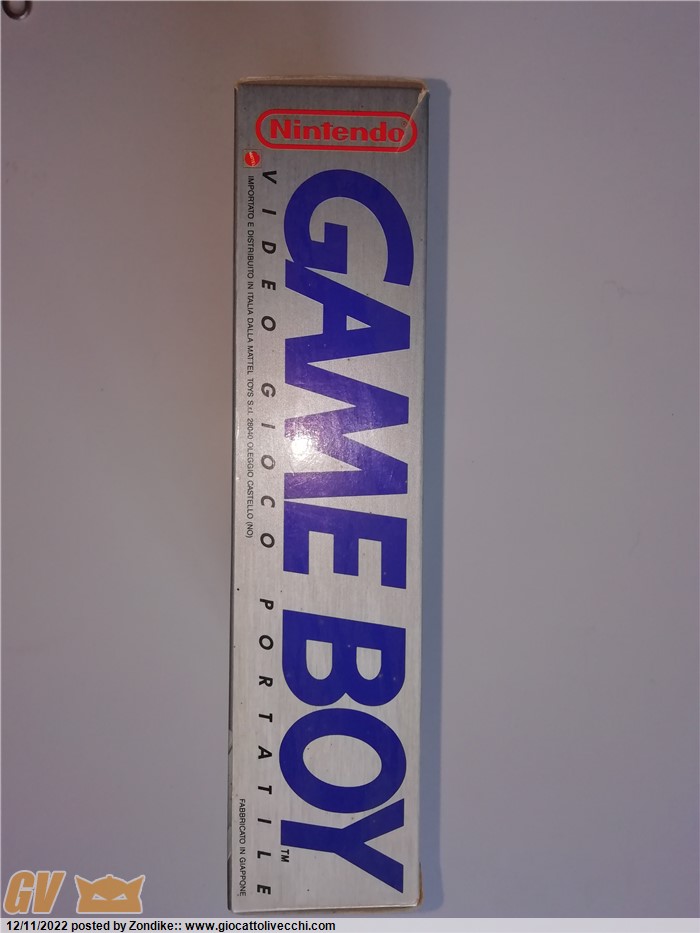 Nintendo
GAME BOY
TM
VIDEO GIOCO PORTATILE
IMPORTATO E DISTRIBUITO IN ITALIA DALLA MATTEL TOYS S.r.l. 28040 OLEGGIO CASTELLO (NO)
FABBRICATO IN GIAPPONE
GV
12/11/2022 posted by Zondike:: www.giocattolivecchi.com